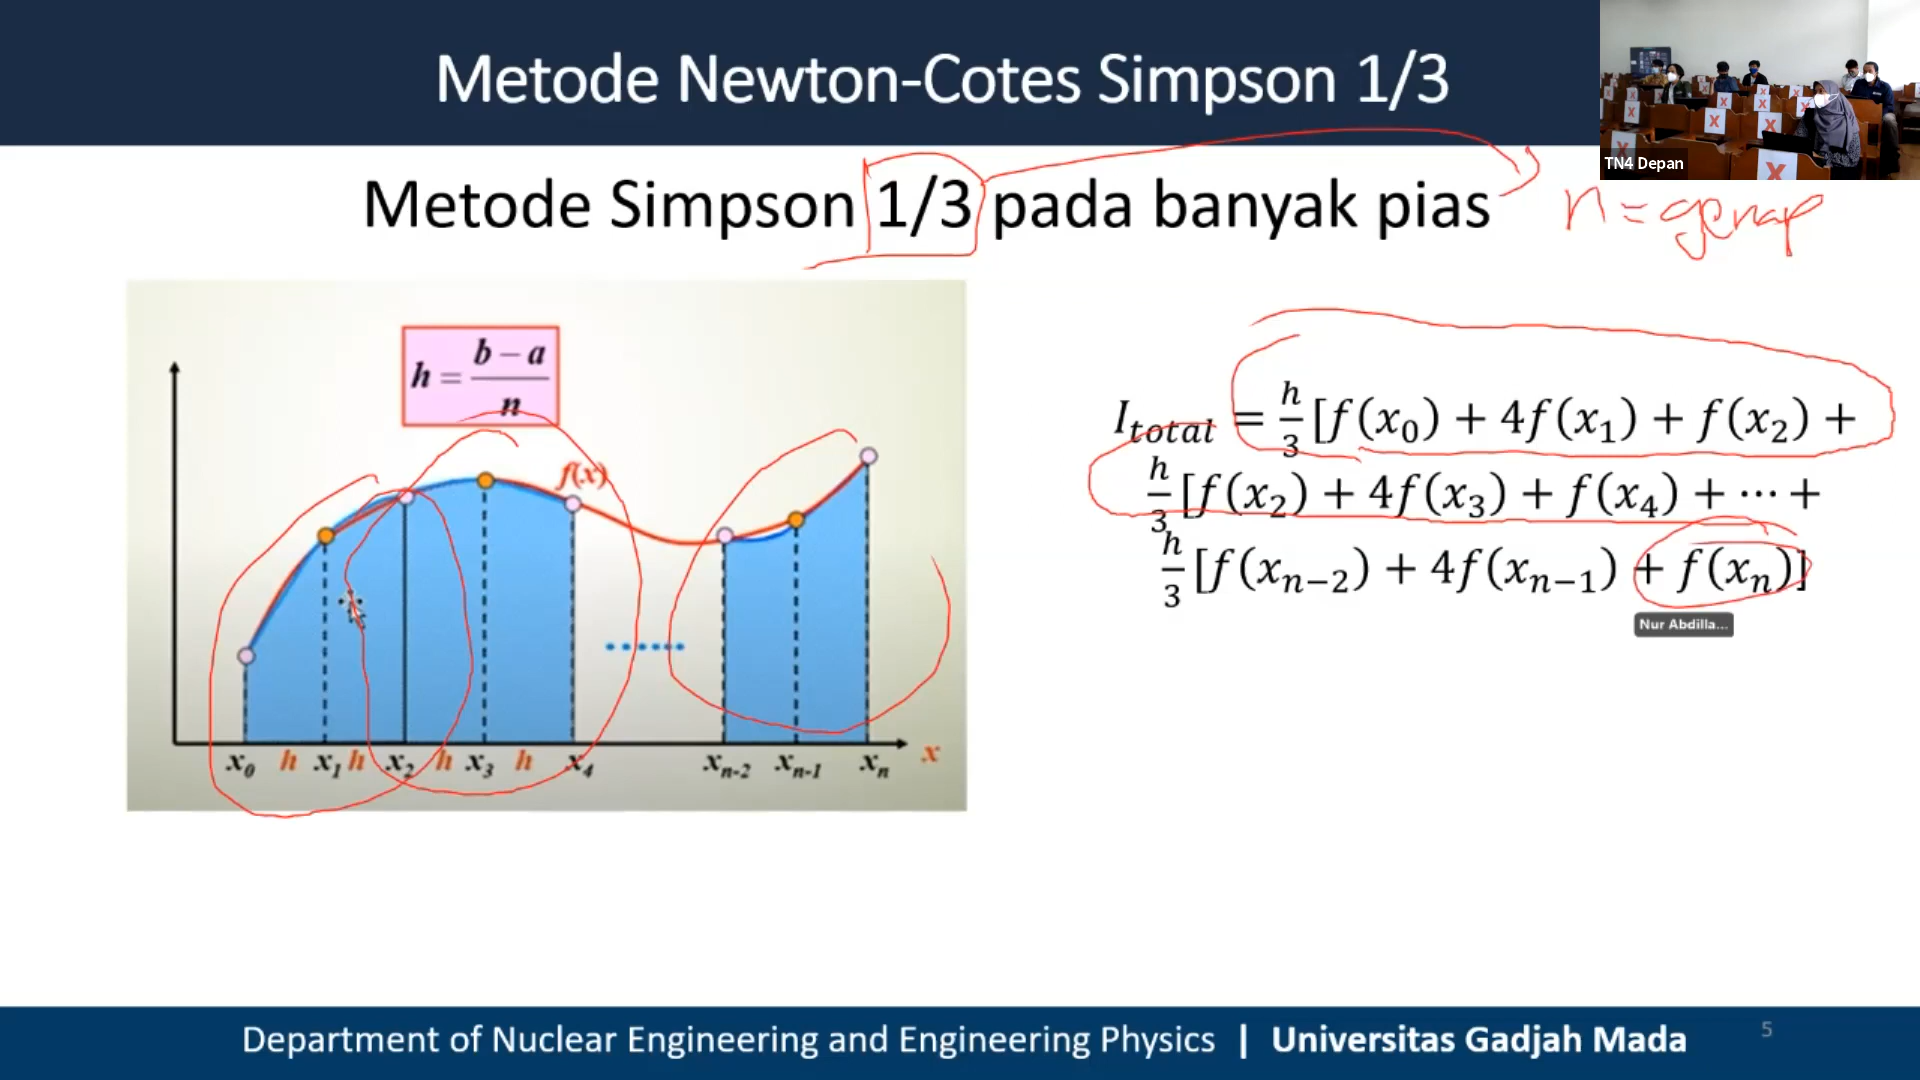 Metode Newton-Cotes Simpson 1/3
TN4 Depan
Metode Simpson 1/3 pada banyak pias
n = genap
h = (b − a)/n
f(x)
I_total = h/3 [f(x₀) + 4f(x₁) + f(x₂) +
h/3 [f(x₂) + 4f(x₃) + f(x₄) + ⋯ +
h/3 [f(xₙ₋₂) + 4f(xₙ₋₁) + f(xₙ)]
Nur Abdilla...
x₀ h x₁ h x₂ h x₃ h x₄ xₙ₋₂ xₙ₋₁ xₙ x
Department of Nuclear Engineering and Engineering Physics | Universitas Gadjah Mada
5
X X X X X X X X X X